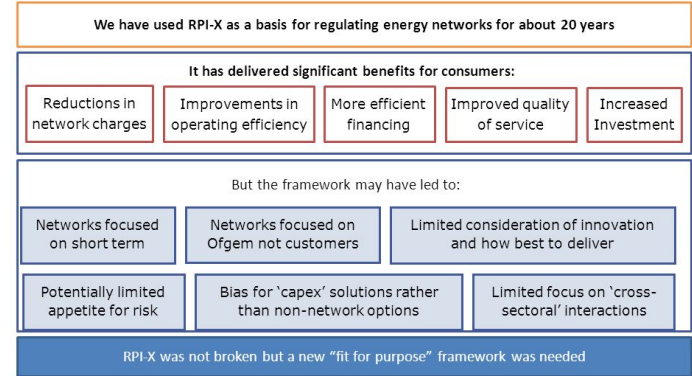 We have used RPI-X as a basis for regulating energy networks for about 20 years
It has delivered significant benefits for consumers:
Reductions in
network charges
Improvements in
operating efficiency
More efficient
financing
Improved quality
of service
Increased
Investment
But the framework may have led to:
Networks focused
on short term
Networks focused on
Ofgem not customers
Limited consideration of innovation
and how best to deliver
Potentially limited
appetite for risk
Bias for ‘capex’ solutions rather
than non-network options
Limited focus on ‘cross-
sectoral’ interactions
RPI-X was not broken but a new “fit for purpose” framework was needed